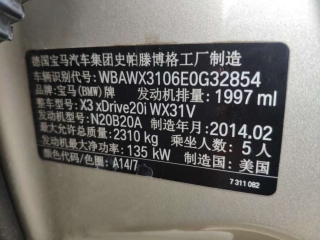 德国宝马汽车集团史帕滕博格工厂制造
车辆识别代号: WBAWX3106E0G32854
品牌: 宝马(BMW)牌 发动机排量: 1997 ml
整车型号: X3 xDrive20i WX31V
发动机型号: N20B20A 制造年月: 2014.02
最大允许总质量: 2310 kg 乘坐人数: 5 人
发动机最大净功率: 135 kW 制造国: 美国
颜色代码/色圈: A14/7
7 311 082